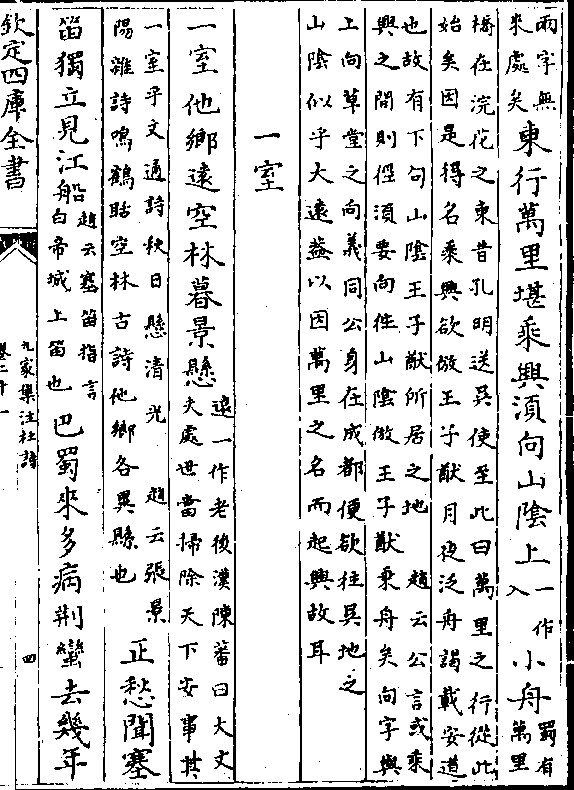 兩字無
來處矣東行萬里堪乘興須向山陰上一作
入小舟蜀有
萬里
橋在浣花之東昔孔明送吳使至此曰萬里之行從此
始矣因是得名乘興欲倣王子猷月夜泛舟謁戴安道
也故有下句山陰王子猷所居之地 趙云公言或乘
興之間則徑須要向往山陰倣王子猷乘舟矣向字與
上向草堂之向義同公身在成都便欲往吳地之
山陰似乎大遠蓋以因萬里之名而起興故耳
一室
一室他鄉遠空林暮景懸遠一作老後漢陳蕃曰大丈
夫處世當掃除天下安事其
一室乎文通詩秋日懸清光 趙云張景
陽雜詩鳴鶴聒空林古詩他鄉各異縣也正愁聞塞
笛獨立見江船趙云塞笛指言
白帝城上笛也巴蜀來多病荆蠻去幾年
欽定四庫全書
九家集注杜詩
卷二十一
四